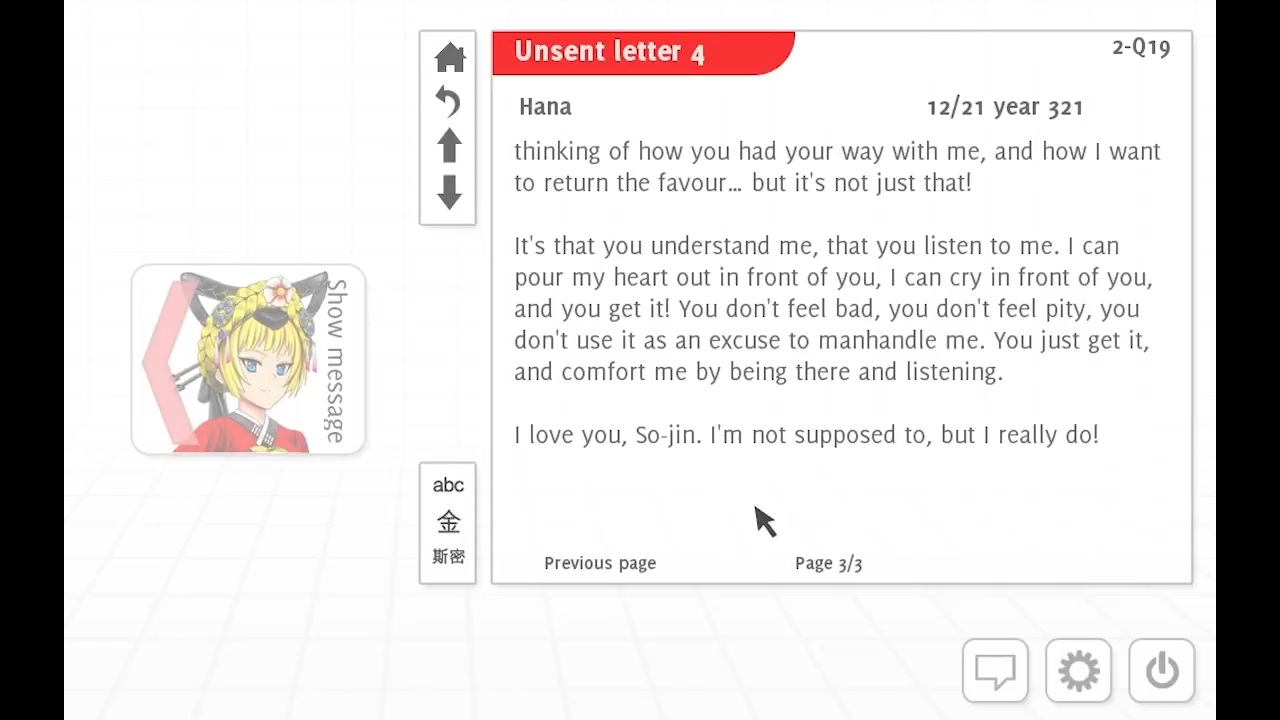 Unsent letter 4
2-Q19
Hana
12/21 year 321
thinking of how you had your way with me, and how I want
to return the favour… but it's not just that!
It's that you understand me, that you listen to me. I can
pour my heart out in front of you, I can cry in front of you,
and you get it! You don't feel bad, you don't feel pity, you
don't use it as an excuse to manhandle me. You just get it,
and comfort me by being there and listening.
I love you, So-jin. I'm not supposed to, but I really do!
Previous page
Page 3/3
Show message
abc
金
斯密